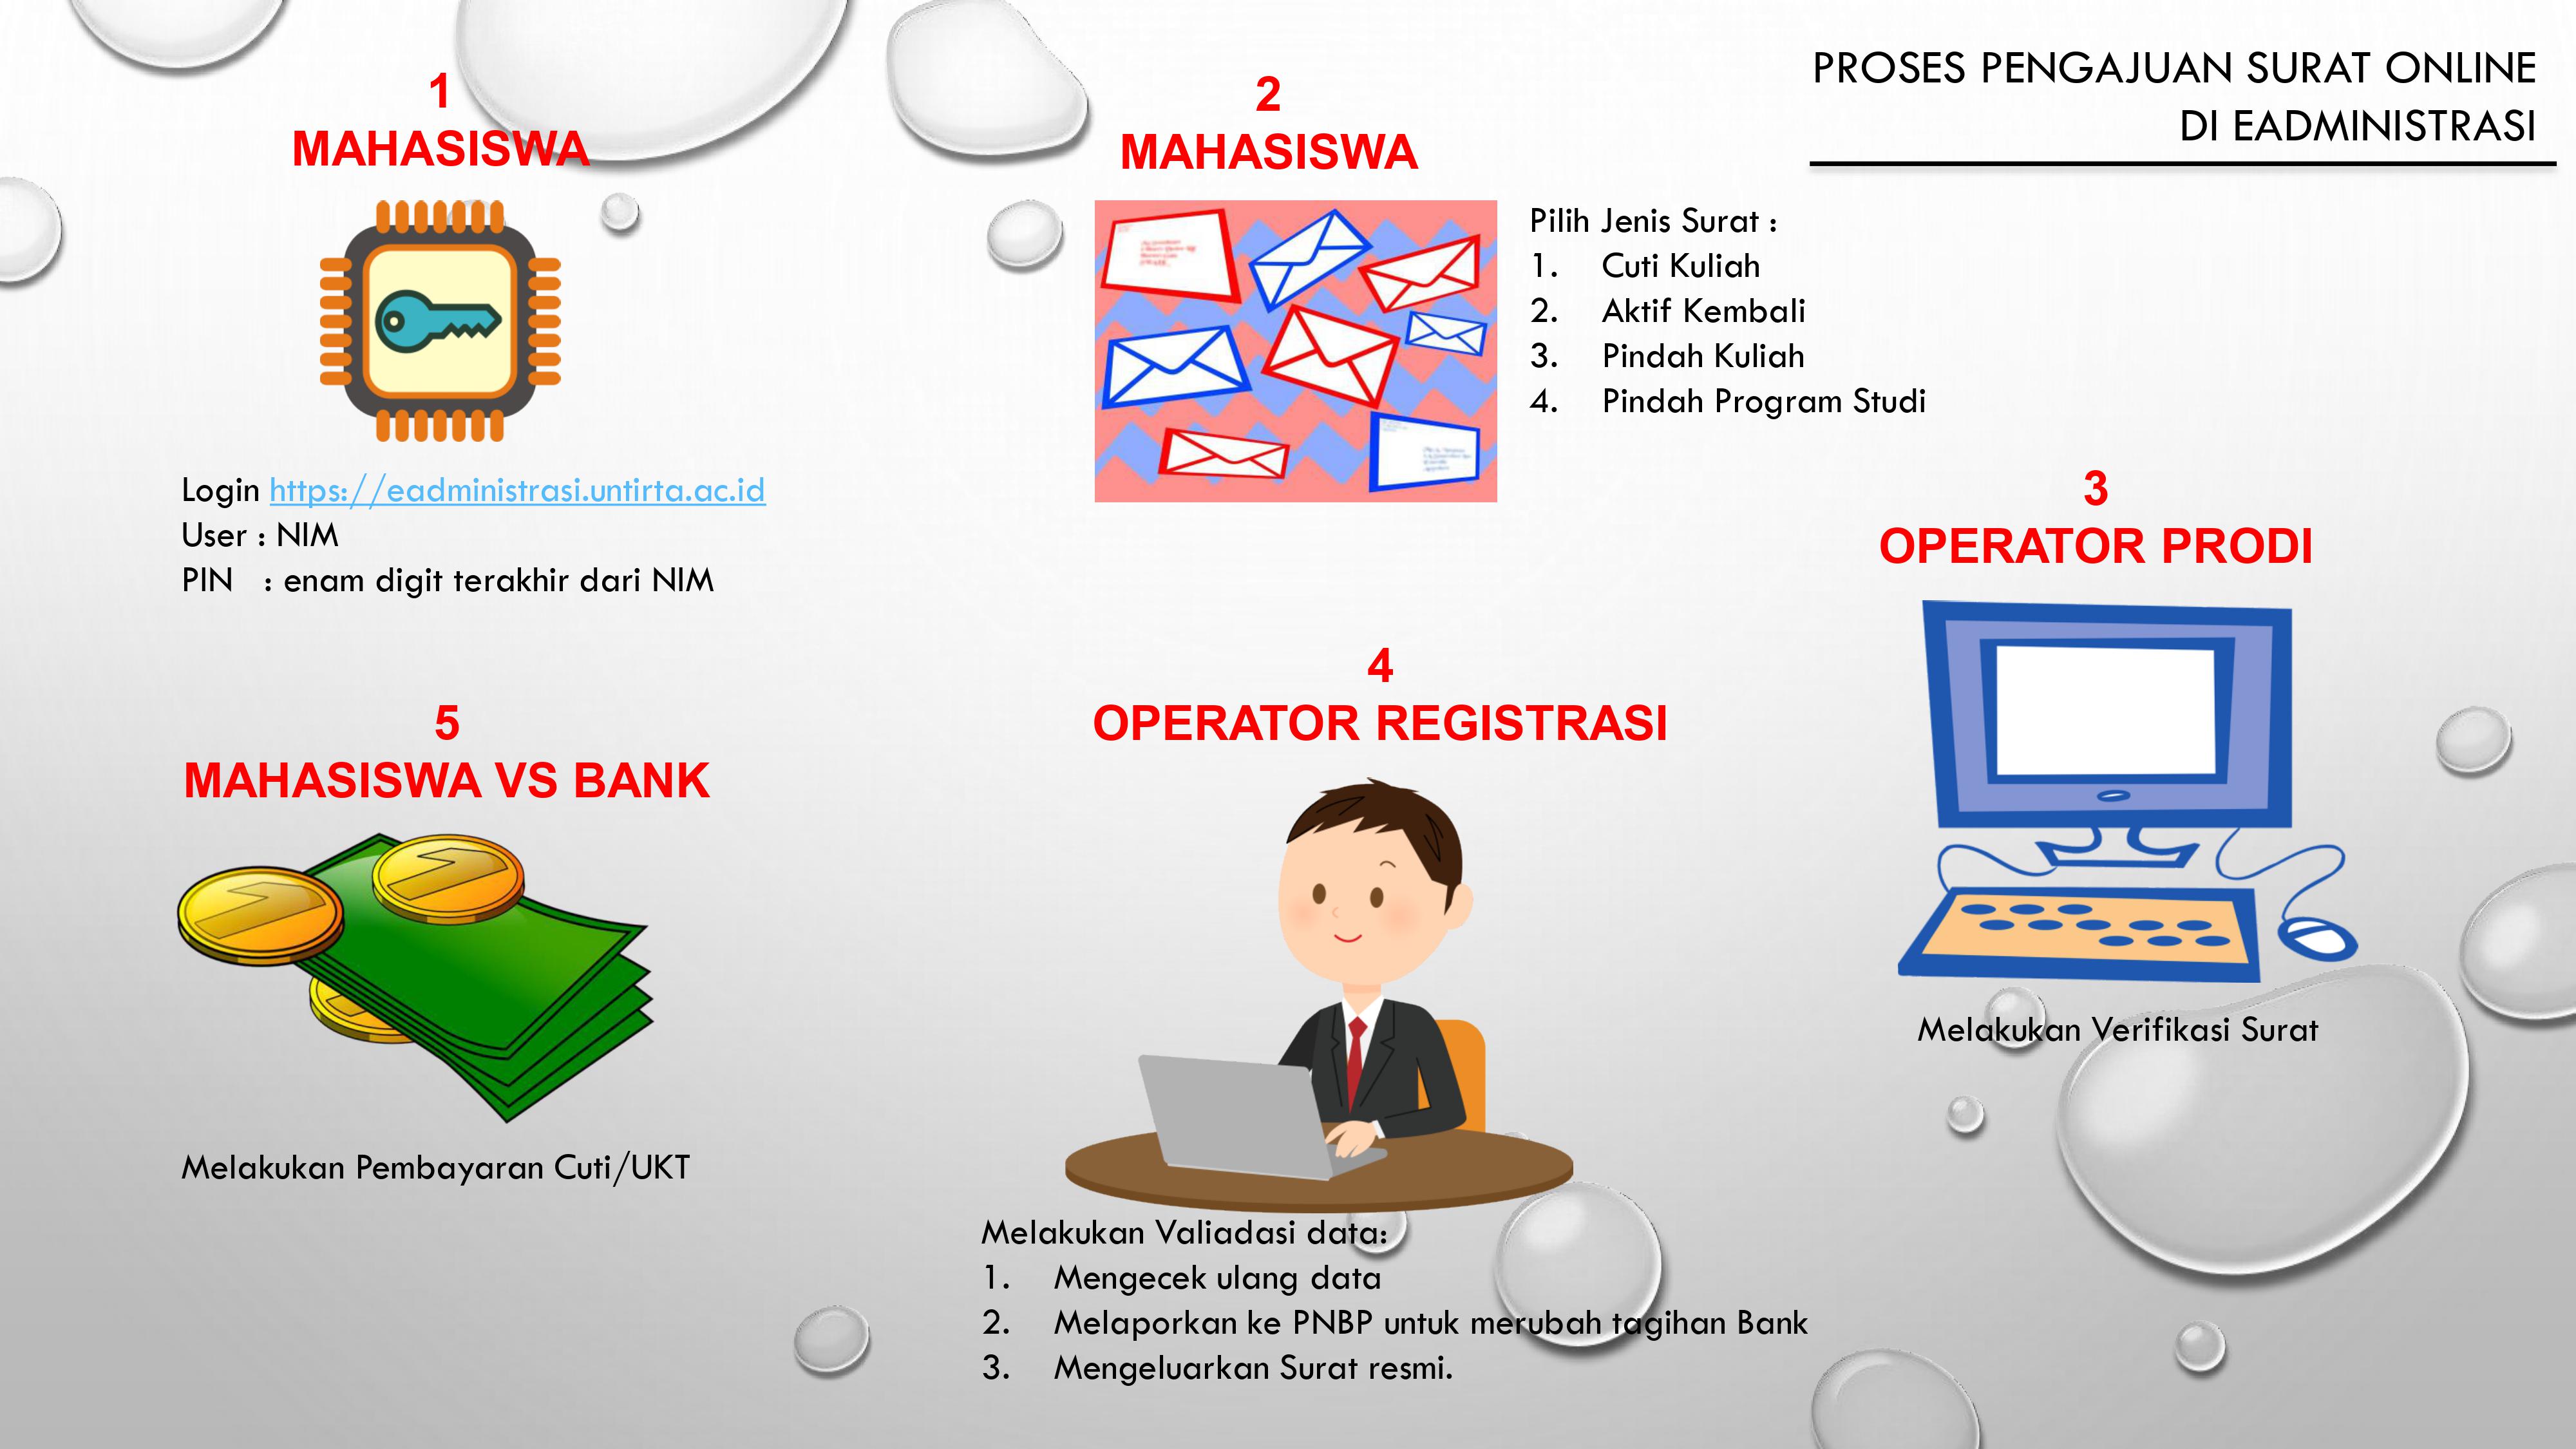 PROSES PENGAJUAN SURAT ONLINE
DI EADMINISTRASI
1
MAHASISWA
Login https://eadministrasi.untirta.ac.id
User : NIM
PIN : enam digit terakhir dari NIM
2
MAHASISWA
Pilih Jenis Surat :
1. Cuti Kuliah
2. Aktif Kembali
3. Pindah Kuliah
4. Pindah Program Studi
3
OPERATOR PRODI
Melakukan Verifikasi Surat
4
OPERATOR REGISTRASI
Melakukan Valiadasi data:
1. Mengecek ulang data
2. Melaporkan ke PNBP untuk merubah tagihan Bank
3. Mengeluarkan Surat resmi.
5
MAHASISWA VS BANK
Melakukan Pembayaran Cuti/UKT